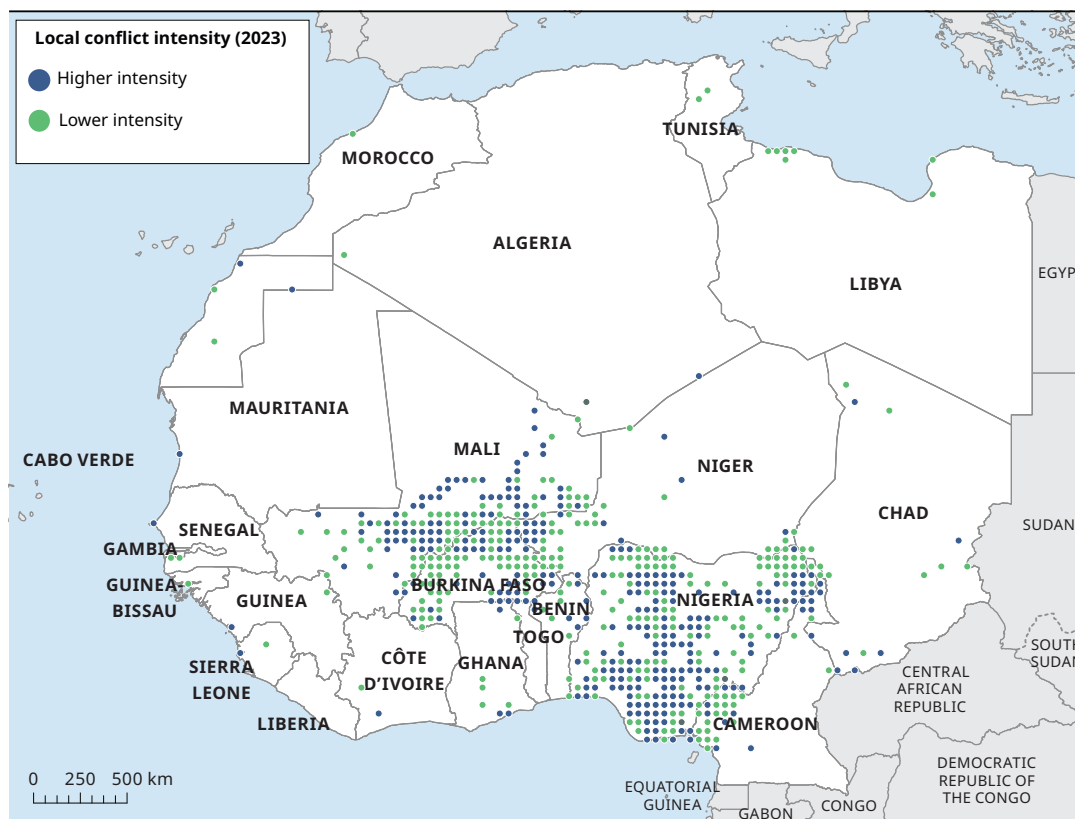 Local conflict intensity (2023)
Higher intensity
Lower intensity
TUNISIA
MOROCCO
ALGERIA
LIBYA
EGYP
MAURITANIA
MALI
CABO VERDE
NIGER
CHAD
SENEGAL
SUDAN
GAMBIA
GUINEA-
BISSAU
GUINEA
BURKINA FASO
BENIN
NIGERIA
TOGO
SOUTH
SUDAN
CÔTE
D'IVOIRE
GHANA
SIERRA
LEONE
CENTRAL
AFRICAN
REPUBLIC
LIBERIA
CAMEROON
0 250 500 km
EQUATORIAL
GUINEA
GABON
CONGO
DEMOCRATIC
REPUBLIC OF
THE CONGO